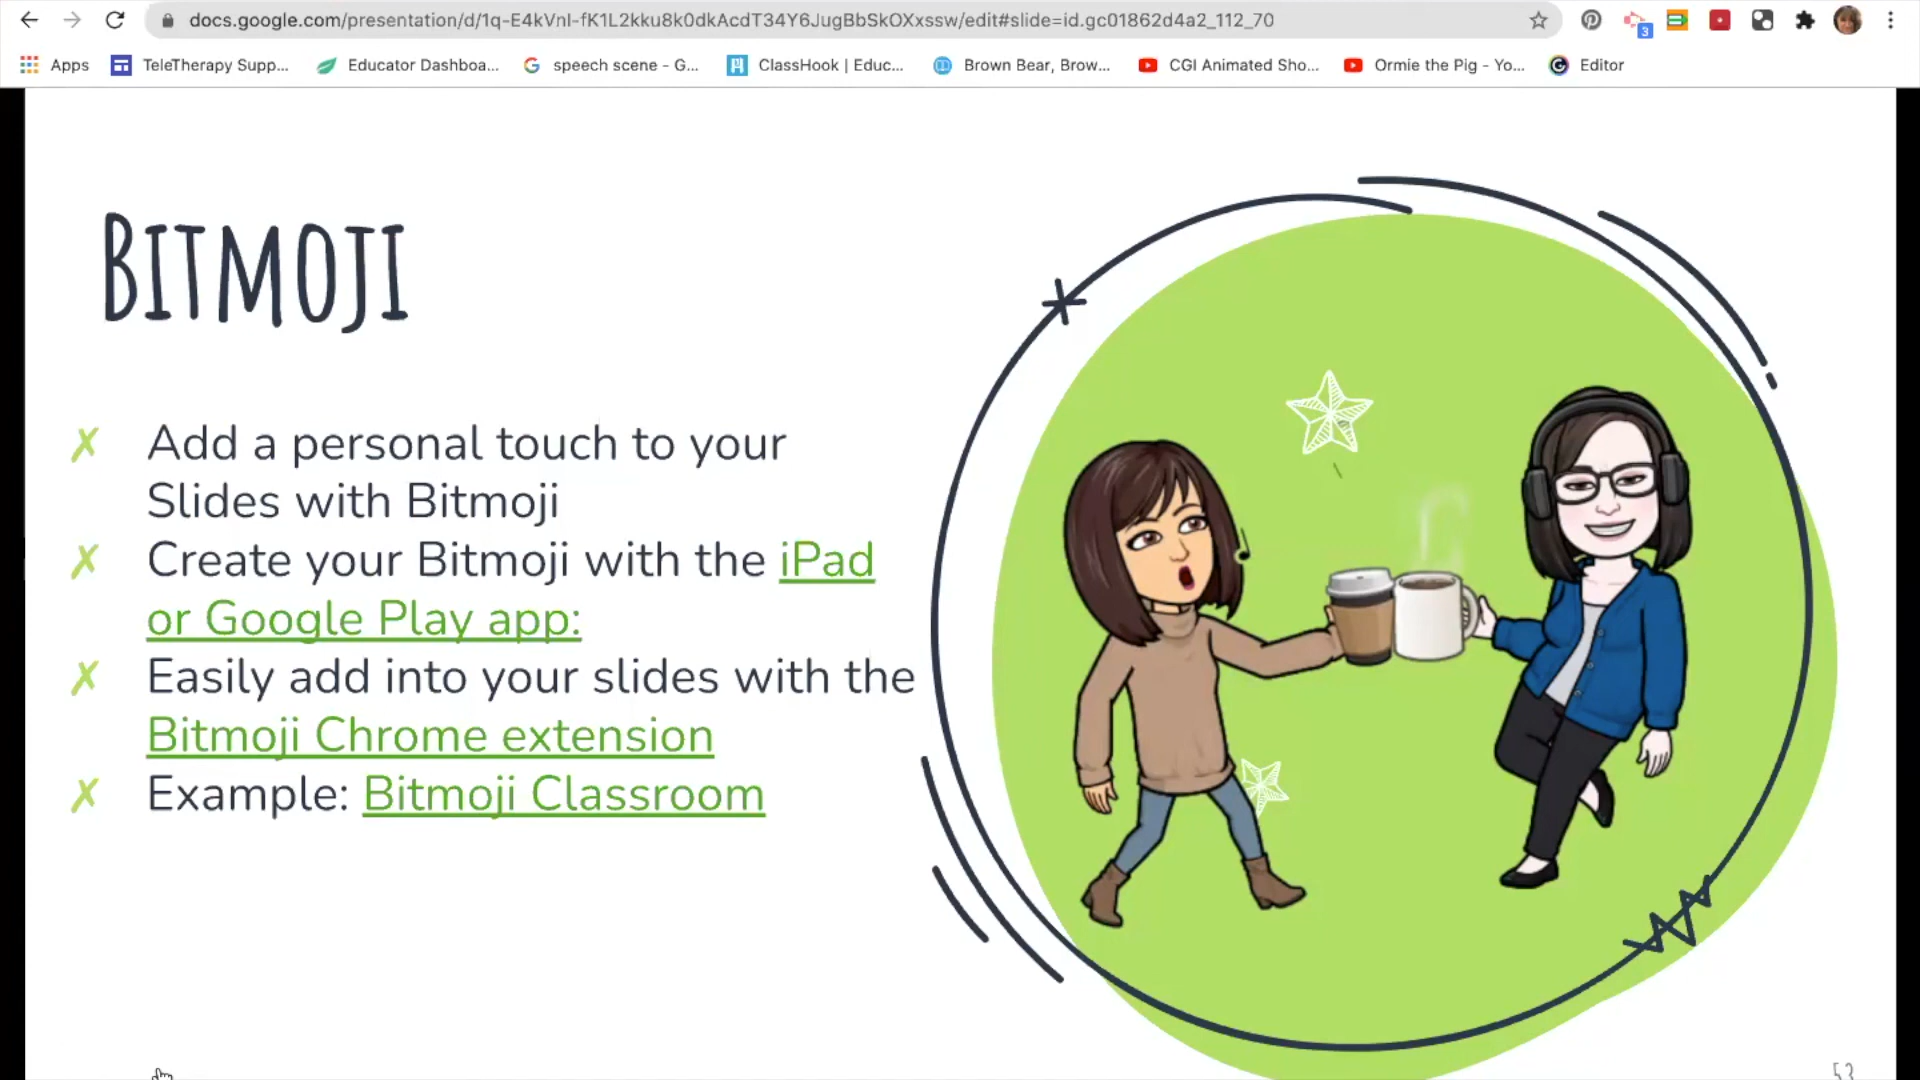 docs.google.com/presentation/d/1q-E4kVnI-fK1L2kku8k0dkAcdT34Y6JugBbSkOXxssw/edit#slide=id.gc01862d4a2_112_70
3
Apps TeleTherapy Supp... Educator Dashboa... speech scene - G... ClassHook | Educ... Brown Bear, Brow... CGI Animated Sho... Ormie the Pig - Yo... Editor
BITMOJI
✗ Add a personal touch to your
Slides with Bitmoji
✗ Create your Bitmoji with the iPad
or Google Play app:
✗ Easily add into your slides with the
Bitmoji Chrome extension
✗ Example: Bitmoji Classroom
53